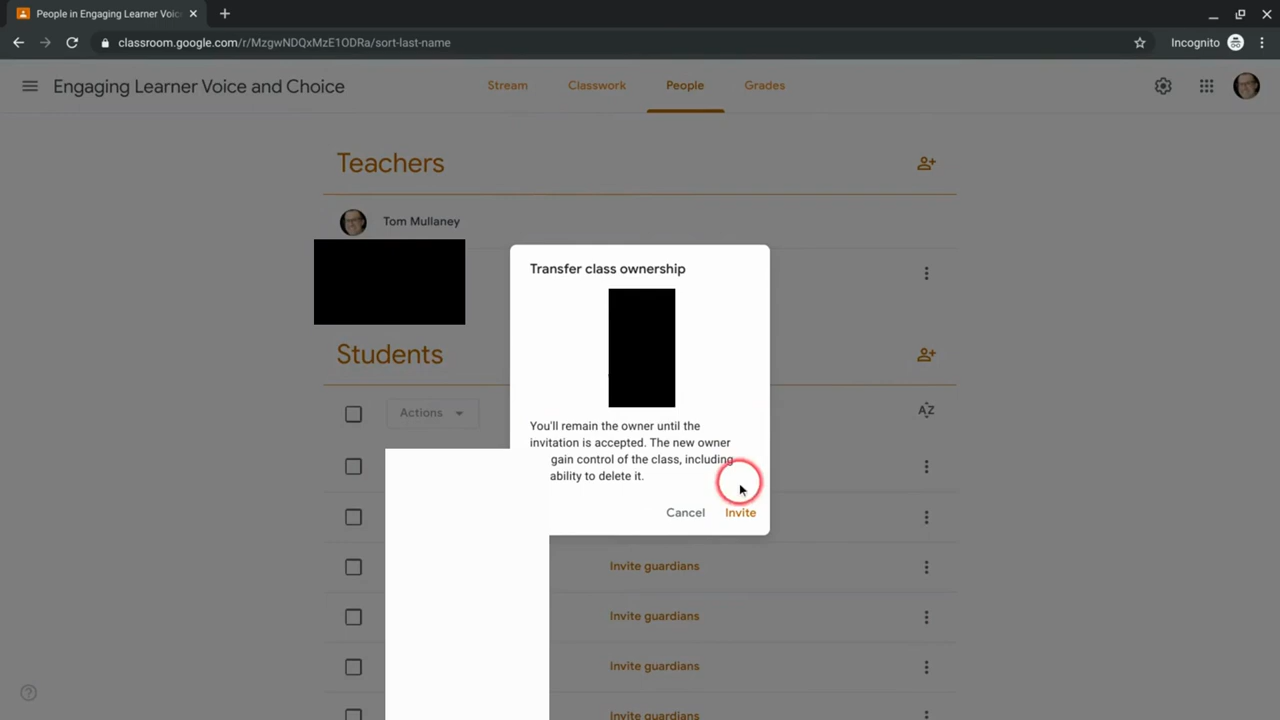 People in Engaging Learner Voic
classroom.google.com/r/MzgwNDQxMzE1ODRa/sort-last-name
Incognito
Engaging Learner Voice and Choice
Stream
Classwork
People
Grades
Teachers
Tom Mullaney
Transfer class ownership
Students
Actions
AZ
You'll remain the owner until the
invitation is accepted. The new owner
gain control of the class, including
ability to delete it.
Cancel
Invite
Invite guardians
Invite guardians
Invite guardians
Invite guardians